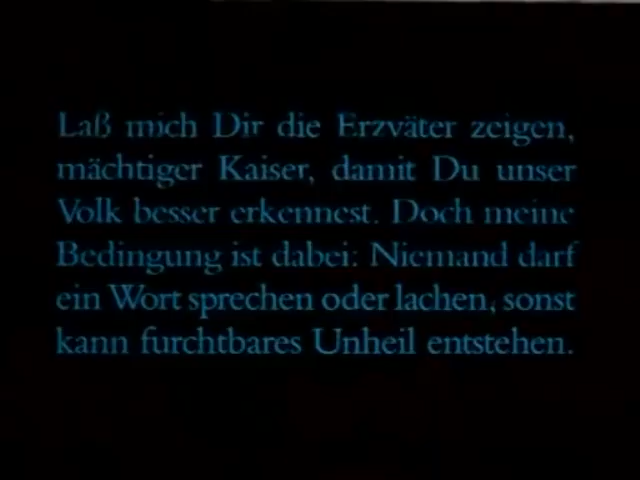 Laß mich Dir die Erzväter zeigen,
mächtiger Kaiser, damit Du unser
Volk besser erkennest. Doch meine
Bedingung ist dabei: Niemand darf
ein Wort sprechen oder lachen, sonst
kann furchtbares Unheil entstehen.